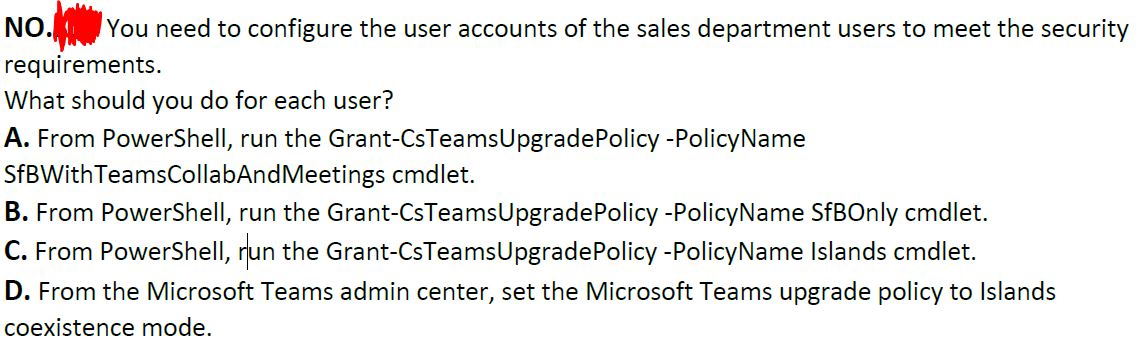 NO. You need to configure the user accounts of the sales department users to meet the security
requirements.
What should you do for each user?
A. From PowerShell, run the Grant-CsTeamsUpgradePolicy -PolicyName
SfBWithTeamsCollabAndMeetings cmdlet.
B. From PowerShell, run the Grant-CsTeamsUpgradePolicy -PolicyName SfBOnly cmdlet.
C. From PowerShell, run the Grant-CsTeamsUpgradePolicy -PolicyName Islands cmdlet.
D. From the Microsoft Teams admin center, set the Microsoft Teams upgrade policy to Islands
coexistence mode.